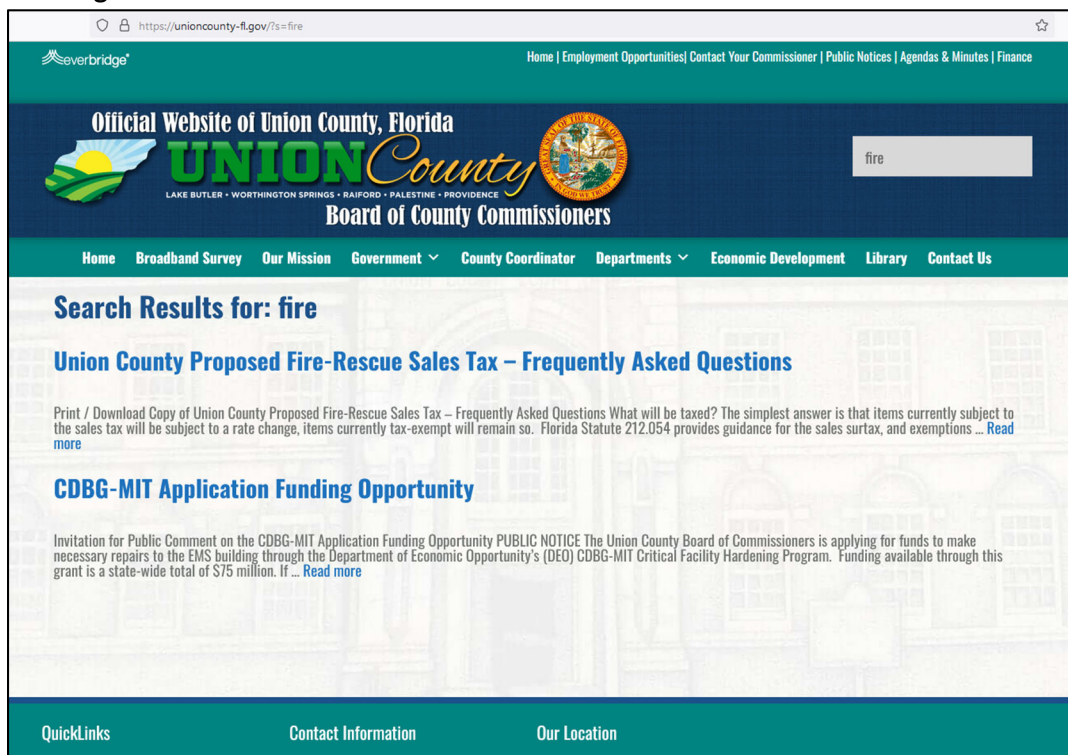 https://unioncounty-fl.gov/?s=fire
everbridge®
Home | Employment Opportunities| Contact Your Commissioner | Public Notices | Agendas & Minutes | Finance
Official Website of Union County, Florida
UNION County
LAKE BUTLER • WORTHINGTON SPRINGS • RAIFORD • PALESTINE • PROVIDENCE
Board of County Commissioners
fire
Home Broadband Survey Our Mission Government County Coordinator Departments Economic Development Library Contact Us
Search Results for: fire
Union County Proposed Fire-Rescue Sales Tax – Frequently Asked Questions
Print / Download Copy of Union County Proposed Fire-Rescue Sales Tax – Frequently Asked Questions What will be taxed? The simplest answer is that items currently subject to
the sales tax will be subject to a rate change, items currently tax-exempt will remain so. Florida Statute 212.054 provides guidance for the sales surtax, and exemptions ... Read
more
CDBG-MIT Application Funding Opportunity
Invitation for Public Comment on the CDBG-MIT Application Funding Opportunity PUBLIC NOTICE The Union County Board of Commissioners is applying for funds to make
necessary repairs to the EMS building through the Department of Economic Opportunity's (DEO) CDBG-MIT Critical Facility Hardening Program. Funding available through this
grant is a state-wide total of $75 million. If ... Read more
QuickLinks
Contact Information
Our Location